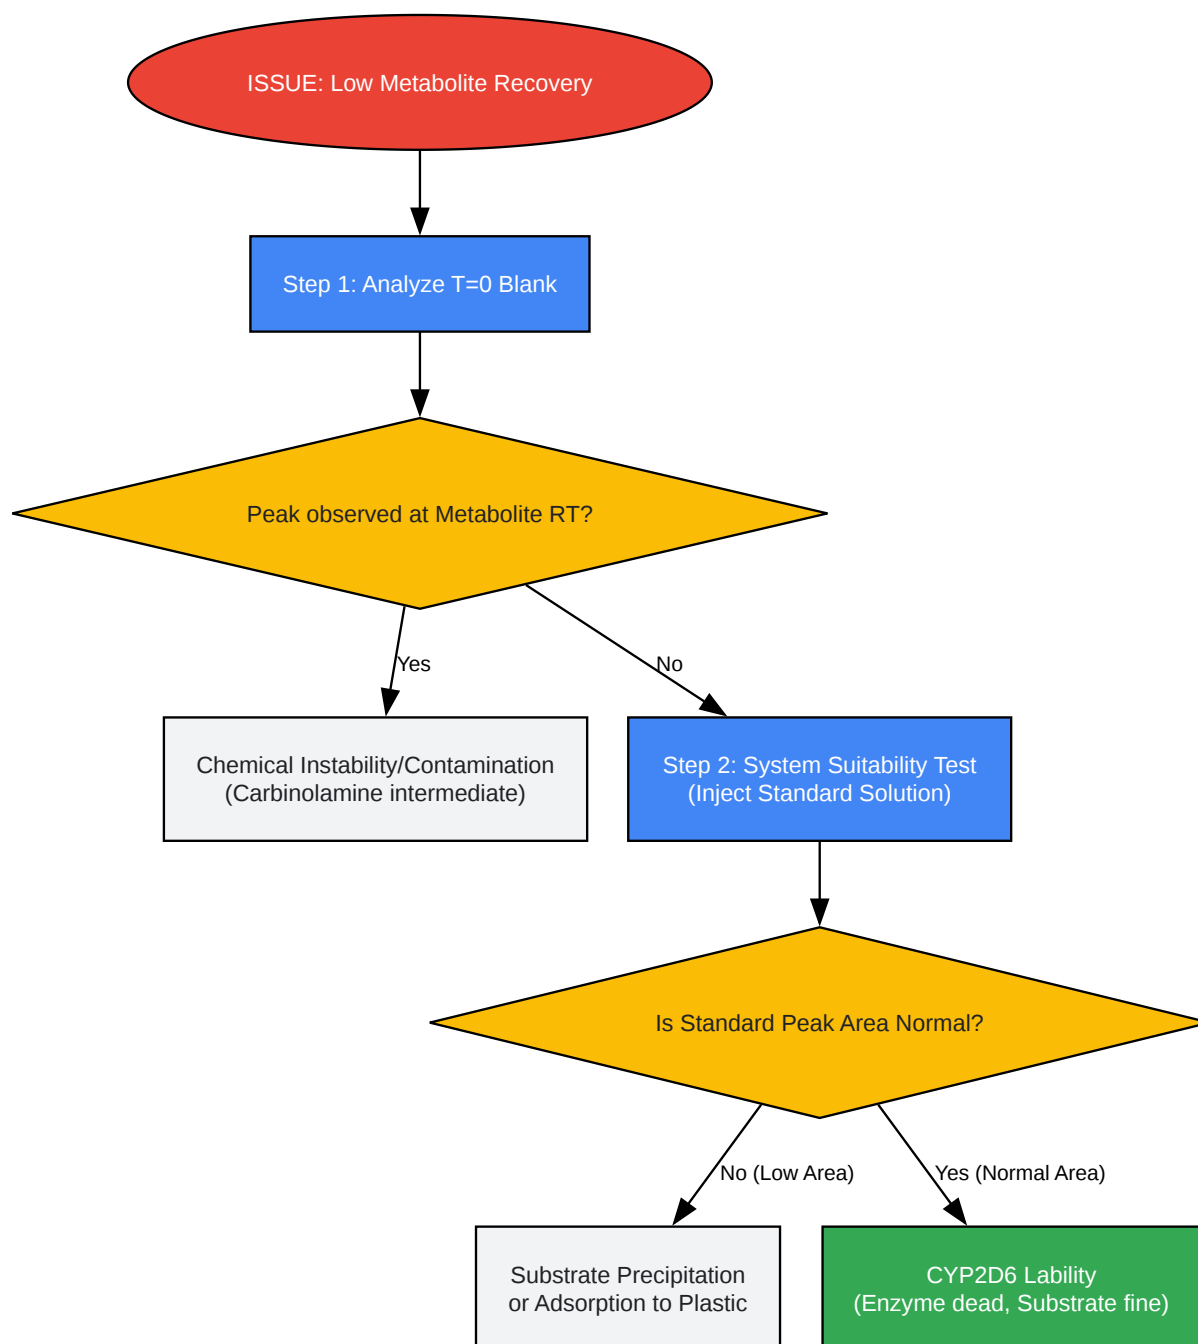 ISSUE: Low Metabolite Recovery
Step 1: Analyze T=0 Blank
Peak observed at Metabolite RT?
Yes
No
Chemical Instability/Contamination
(Carbinolamine intermediate)
Step 2: System Suitability Test
(Inject Standard Solution)
Is Standard Peak Area Normal?
No (Low Area)
Yes (Normal Area)
Substrate Precipitation
or Adsorption to Plastic
CYP2D6 Lability
(Enzyme dead, Substrate fine)